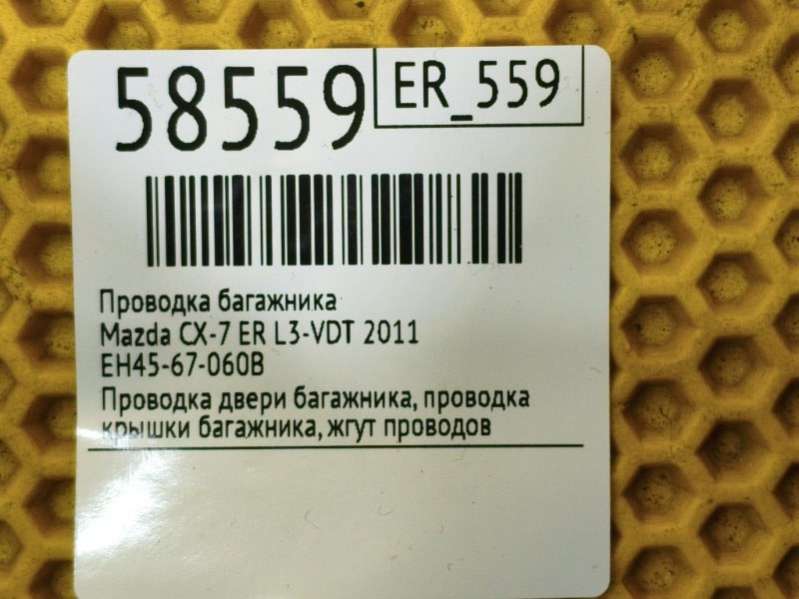 58559
ER_559
Проводка багажника
Mazda CX-7 ER L3-VDT 2011
EH45-67-060B
Проводка двери багажника, проводка
крышки багажника, жгут проводов